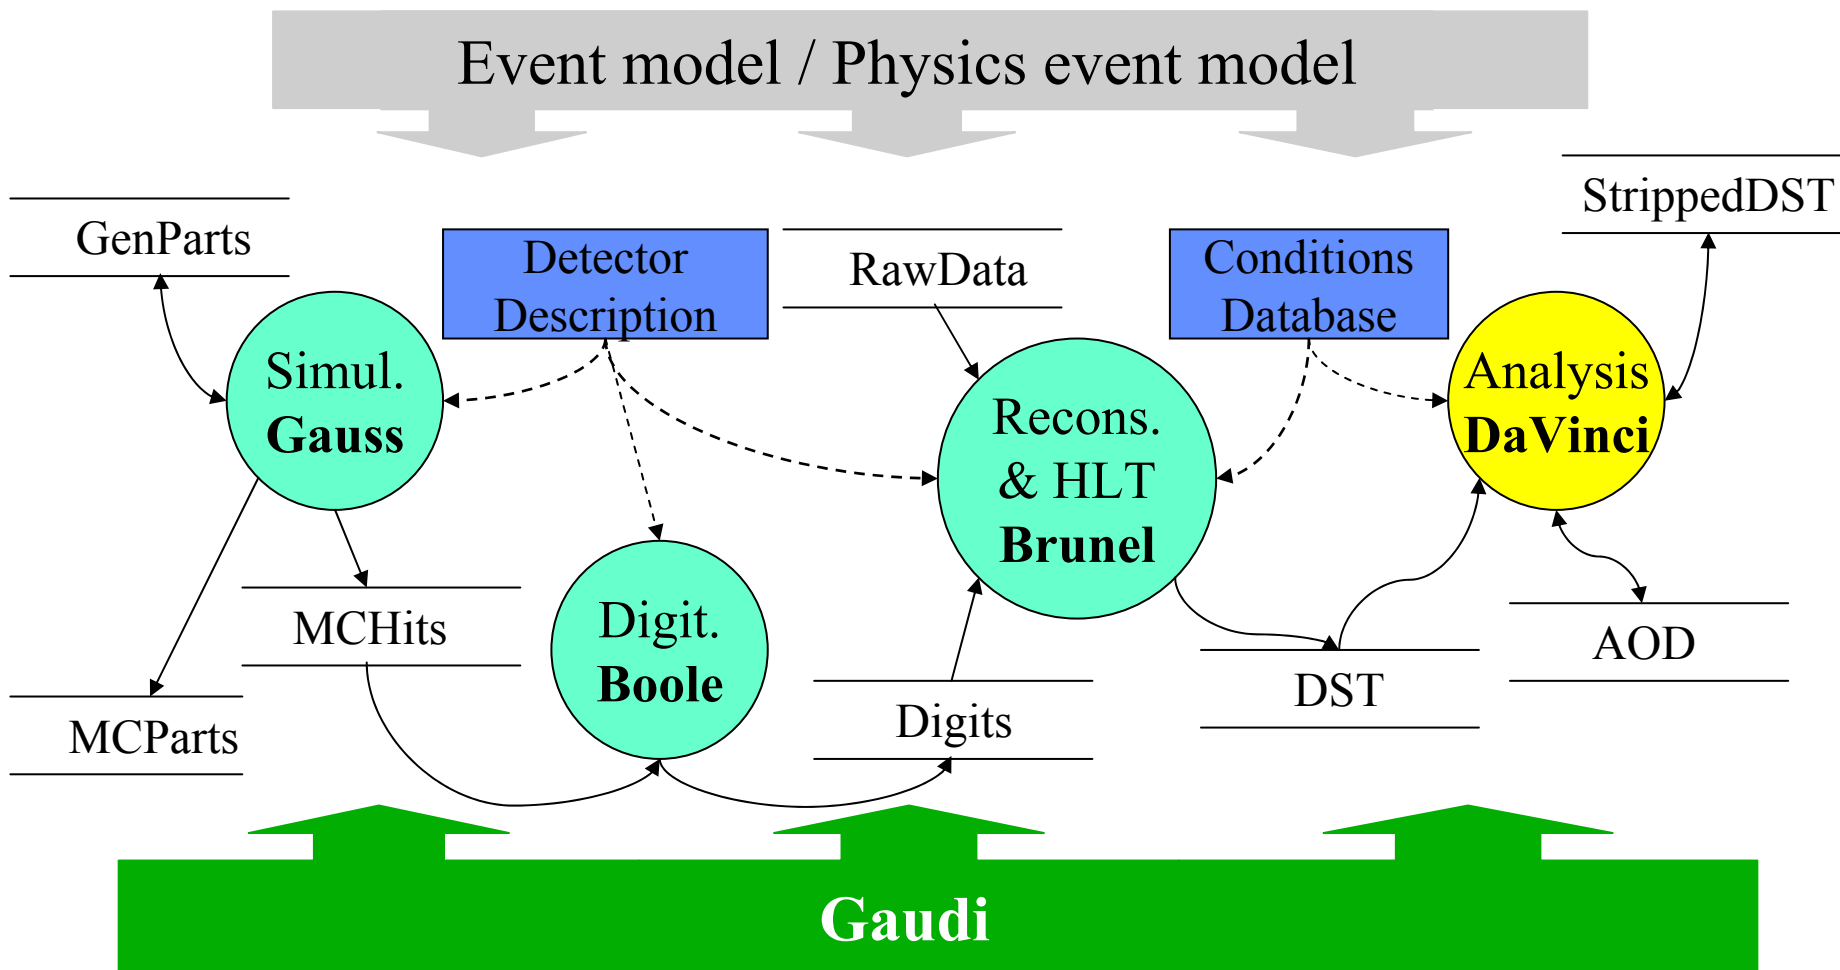 Event model / Physics event model
StrippedDST
GenParts
Detector
Description
RawData
Conditions
Database
Simul.
Gauss
Recons.
& HLT
Brunel
Analysis
DaVinci
MCHits
Digit.
Boole
AOD
MCParts
Digits
DST
Gaudi